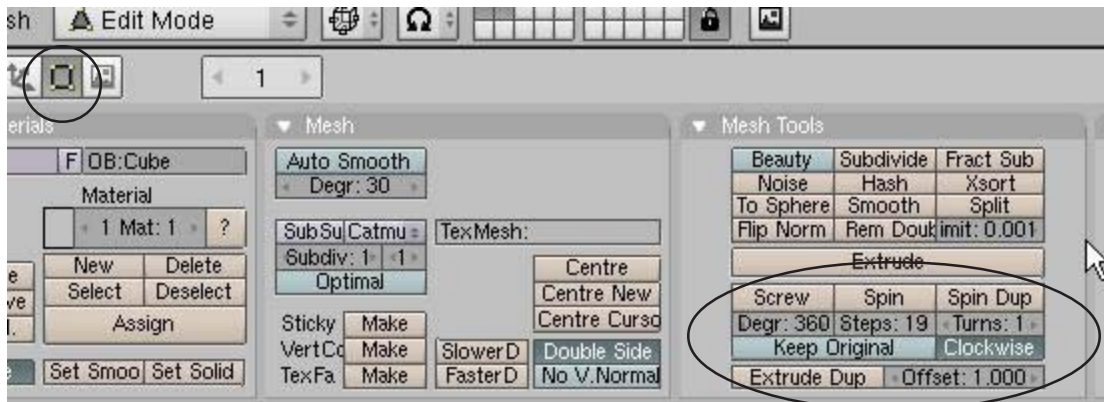 sh Edit Mode
1
erials
Mesh
Mesh Tools
F OB:Cube
Material
1 Mat: 1 ?
New Delete
Select Deselect
Assign
Set Smoo Set Solid
e
ve
l.
Auto Smooth
Degr: 30
SubSu Catmu TexMesh:
Subdiv: 1 1
Optimal
Centre
Centre New
Centre Curso
Sticky Make
VertCo Make SlowerD Double Side
TexFa Make FasterD No V.Normal
Beauty Subdivide Fract Sub
Noise Hash Xsort
To Sphere Smooth Split
Flip Norm Rem Doub imit: 0.001
Extrude
Screw Spin Spin Dup
Degr: 360 Steps: 19 Turns: 1
Keep Original Clockwise
Extrude Dup Offset: 1.000